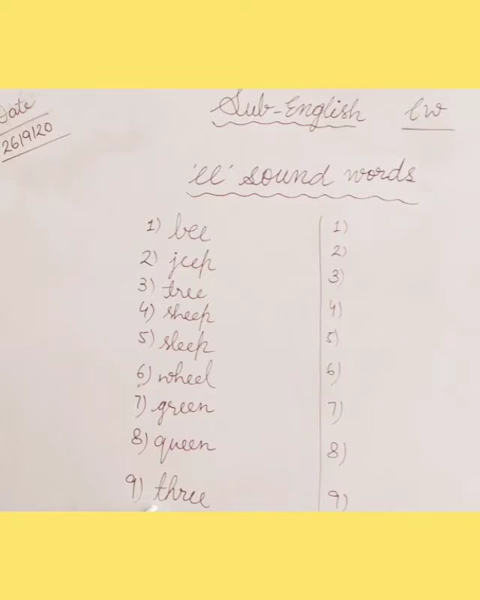 Date
26/9/20
Sub-English
CW
'ee' sound words
1) bee
2) jeep
3) tree
4) sheep
5) sleep
6) wheel
7) green
8) queen
9) three
1)
2)
3)
4)
5)
6)
7)
8)
9)